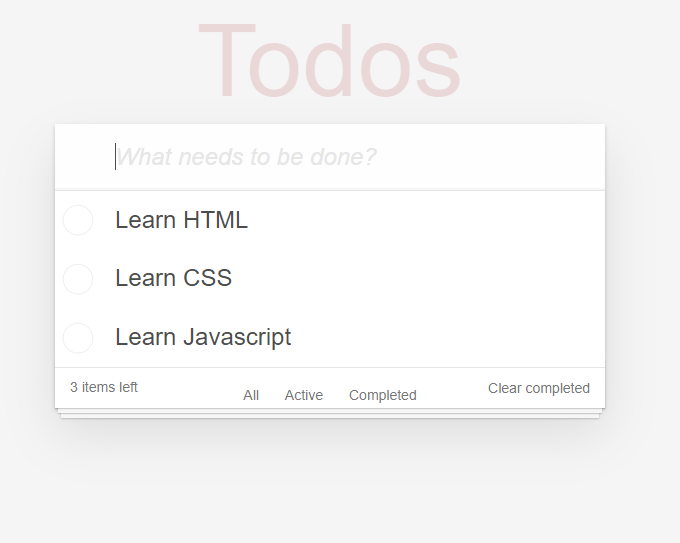 Todos
What needs to be done?
Learn HTML
Learn CSS
Learn Javascript
3 items left All Active Completed Clear completed